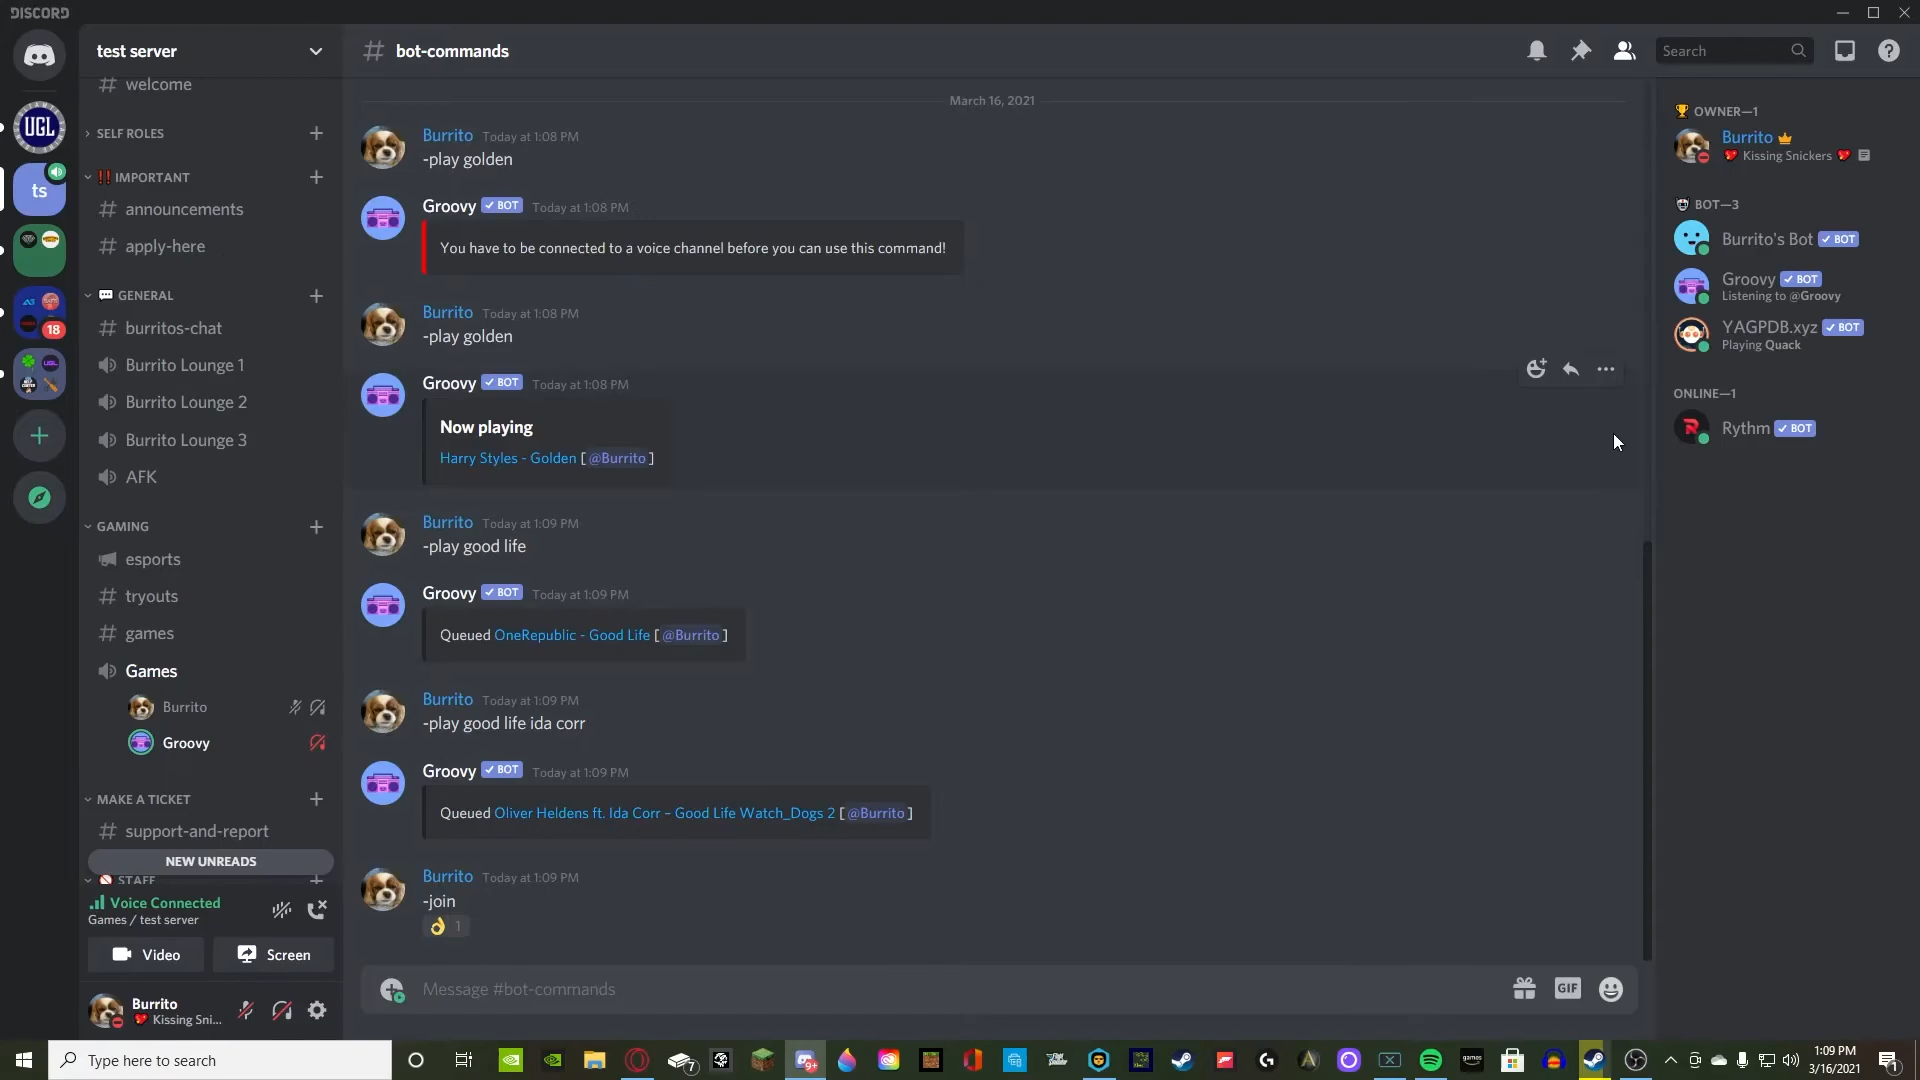 DISCORD
test server
# bot-commands
Search
UGL
ts
18
# welcome
SELF ROLES
IMPORTANT
# announcements
# apply-here
GENERAL
# burritos-chat
Burrito Lounge 1
Burrito Lounge 2
Burrito Lounge 3
AFK
GAMING
esports
# tryouts
# games
Games
Burrito
Groovy
MAKE A TICKET
# support-and-report
NEW UNREADS
STAFF
Voice Connected
Games / test server
Video
Screen
Burrito
Kissing Sni...
March 16, 2021
Burrito Today at 1:08 PM
-play golden
Groovy BOT Today at 1:08 PM
You have to be connected to a voice channel before you can use this command!
Burrito Today at 1:08 PM
-play golden
Groovy BOT Today at 1:08 PM
Now playing
Harry Styles - Golden [@Burrito]
Burrito Today at 1:09 PM
-play good life
Groovy BOT Today at 1:09 PM
Queued OneRepublic - Good Life [@Burrito]
Burrito Today at 1:09 PM
-play good life ida corr
Groovy BOT Today at 1:09 PM
Queued Oliver Heldens ft. Ida Corr – Good Life Watch_Dogs 2 [@Burrito]
Burrito Today at 1:09 PM
-join
1
Message #bot-commands
GIF
OWNER—1
Burrito
Kissing Snickers
BOT—3
Burrito's Bot BOT
Groovy BOT
Listening to @Groovy
YAGPDB.xyz BOT
Playing Quack
ONLINE—1
Rythm BOT
Type here to search
7
9+
1:09 PM
3/16/2021
1